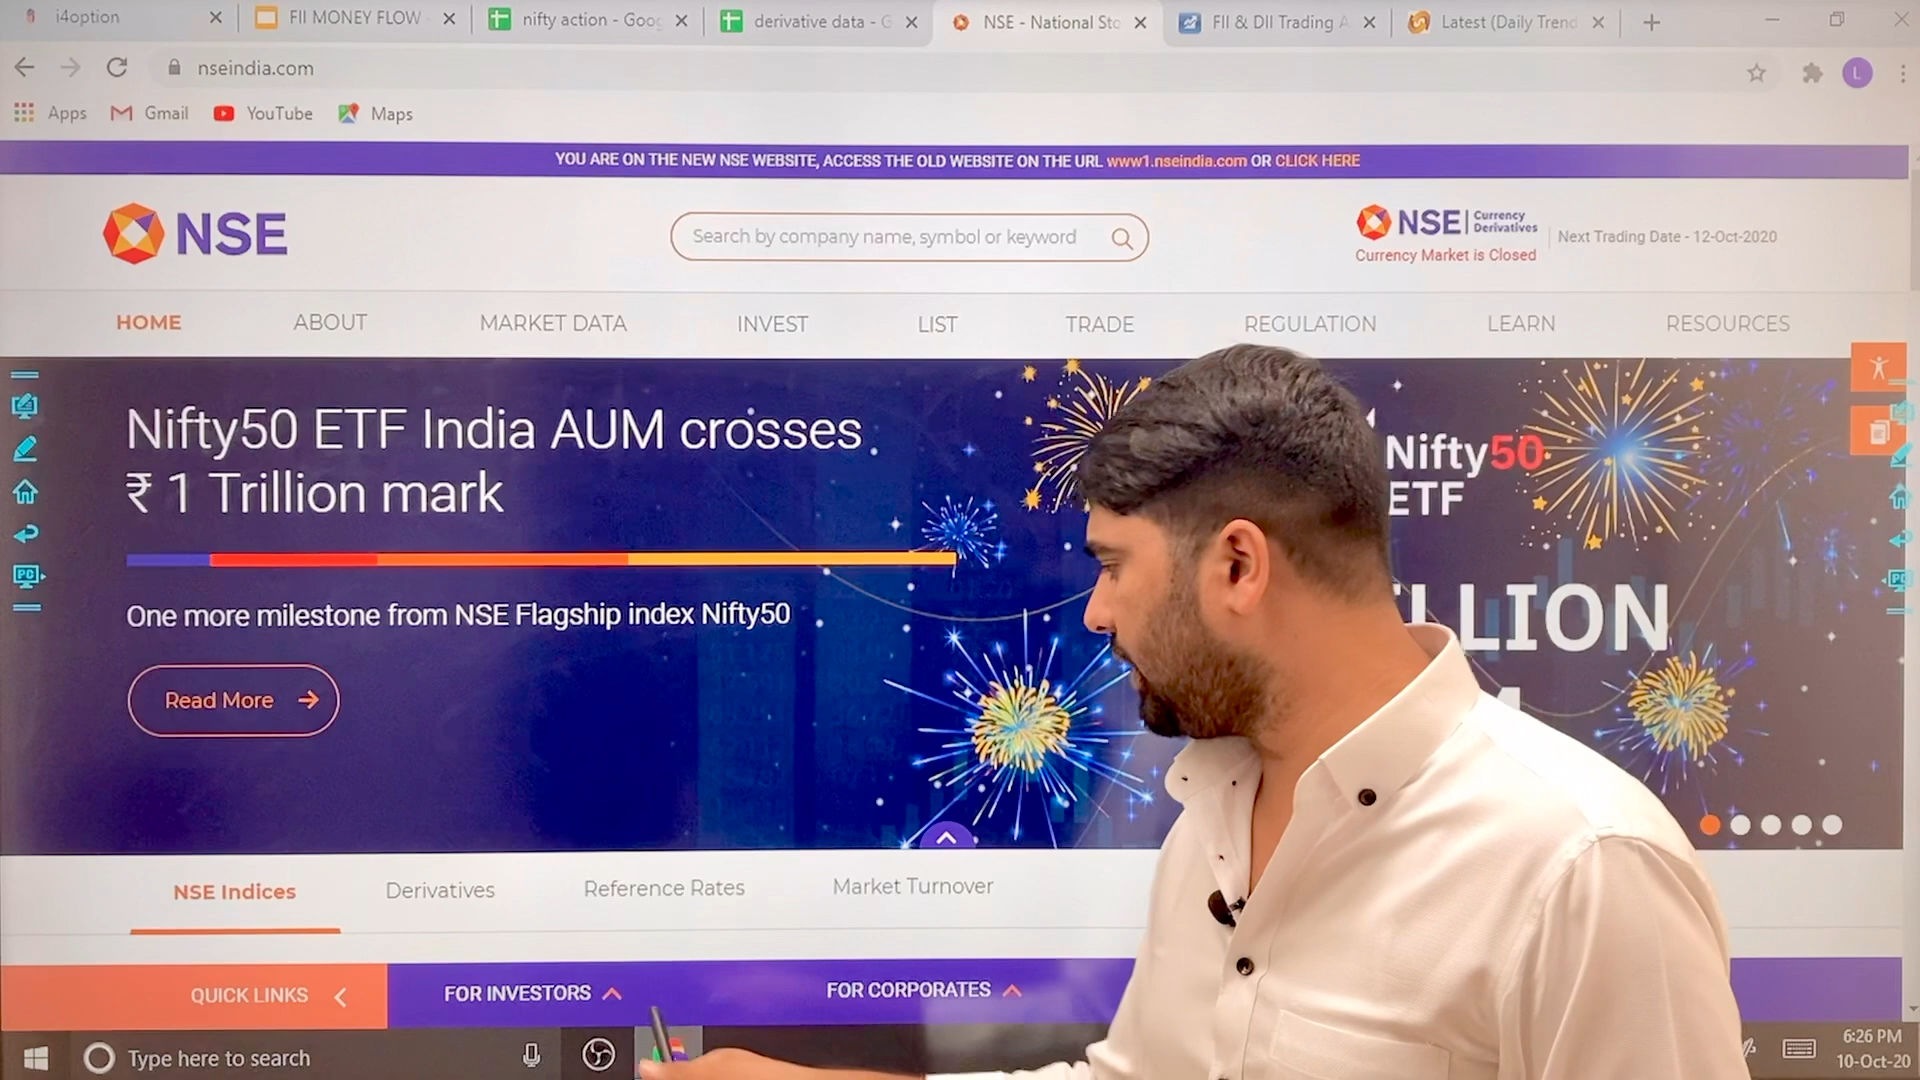 i4option
FII MONEY FLOW
nifty action - Goog
derivative data - G
NSE - National Sto
FII & DII Trading A
Latest (Daily Trend
nseindia.com
L
Apps
Gmail
YouTube
Maps
YOU ARE ON THE NEW NSE WEBSITE, ACCESS THE OLD WEBSITE ON THE URL www1.nseindia.com OR CLICK HERE
NSE
Search by company name, symbol or keyword
NSE Currency Derivatives
Currency Market is Closed
Next Trading Date - 12-Oct-2020
HOME
ABOUT
MARKET DATA
INVEST
LIST
TRADE
REGULATION
LEARN
RESOURCES
Nifty50 ETF India AUM crosses
₹ 1 Trillion mark
One more milestone from NSE Flagship index Nifty50
Read More
Nifty50
ETF
LLION
PC
PC
NSE Indices
Derivatives
Reference Rates
Market Turnover
QUICK LINKS
FOR INVESTORS
FOR CORPORATES
Type here to search
6:26 PM
10-Oct-20